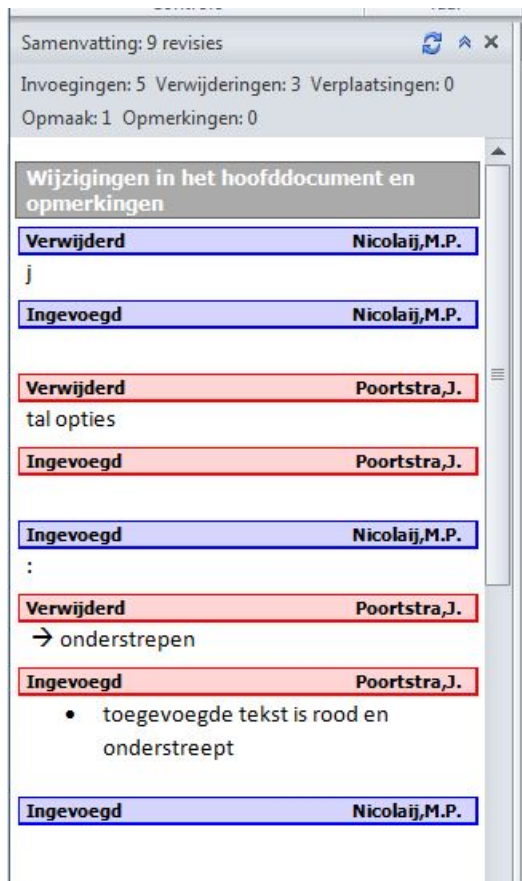 Samenvatting: 9 revisies
Invoegingen: 5 Verwijderingen: 3 Verplaatsingen: 0
Opmaak: 1 Opmerkingen: 0
Wijzigingen in het hoofddocument en
opmerkingen
Verwijderd Nicolaij,M.P.
j
Ingevoegd Nicolaij,M.P.
Verwijderd Poortstra,J.
tal opties
Ingevoegd Poortstra,J.
Ingevoegd Nicolaij,M.P.
:
Verwijderd Poortstra,J.
→ onderstrepen
Ingevoegd Poortstra,J.
• toegevoegde tekst is rood en
onderstreept
Ingevoegd Nicolaij,M.P.